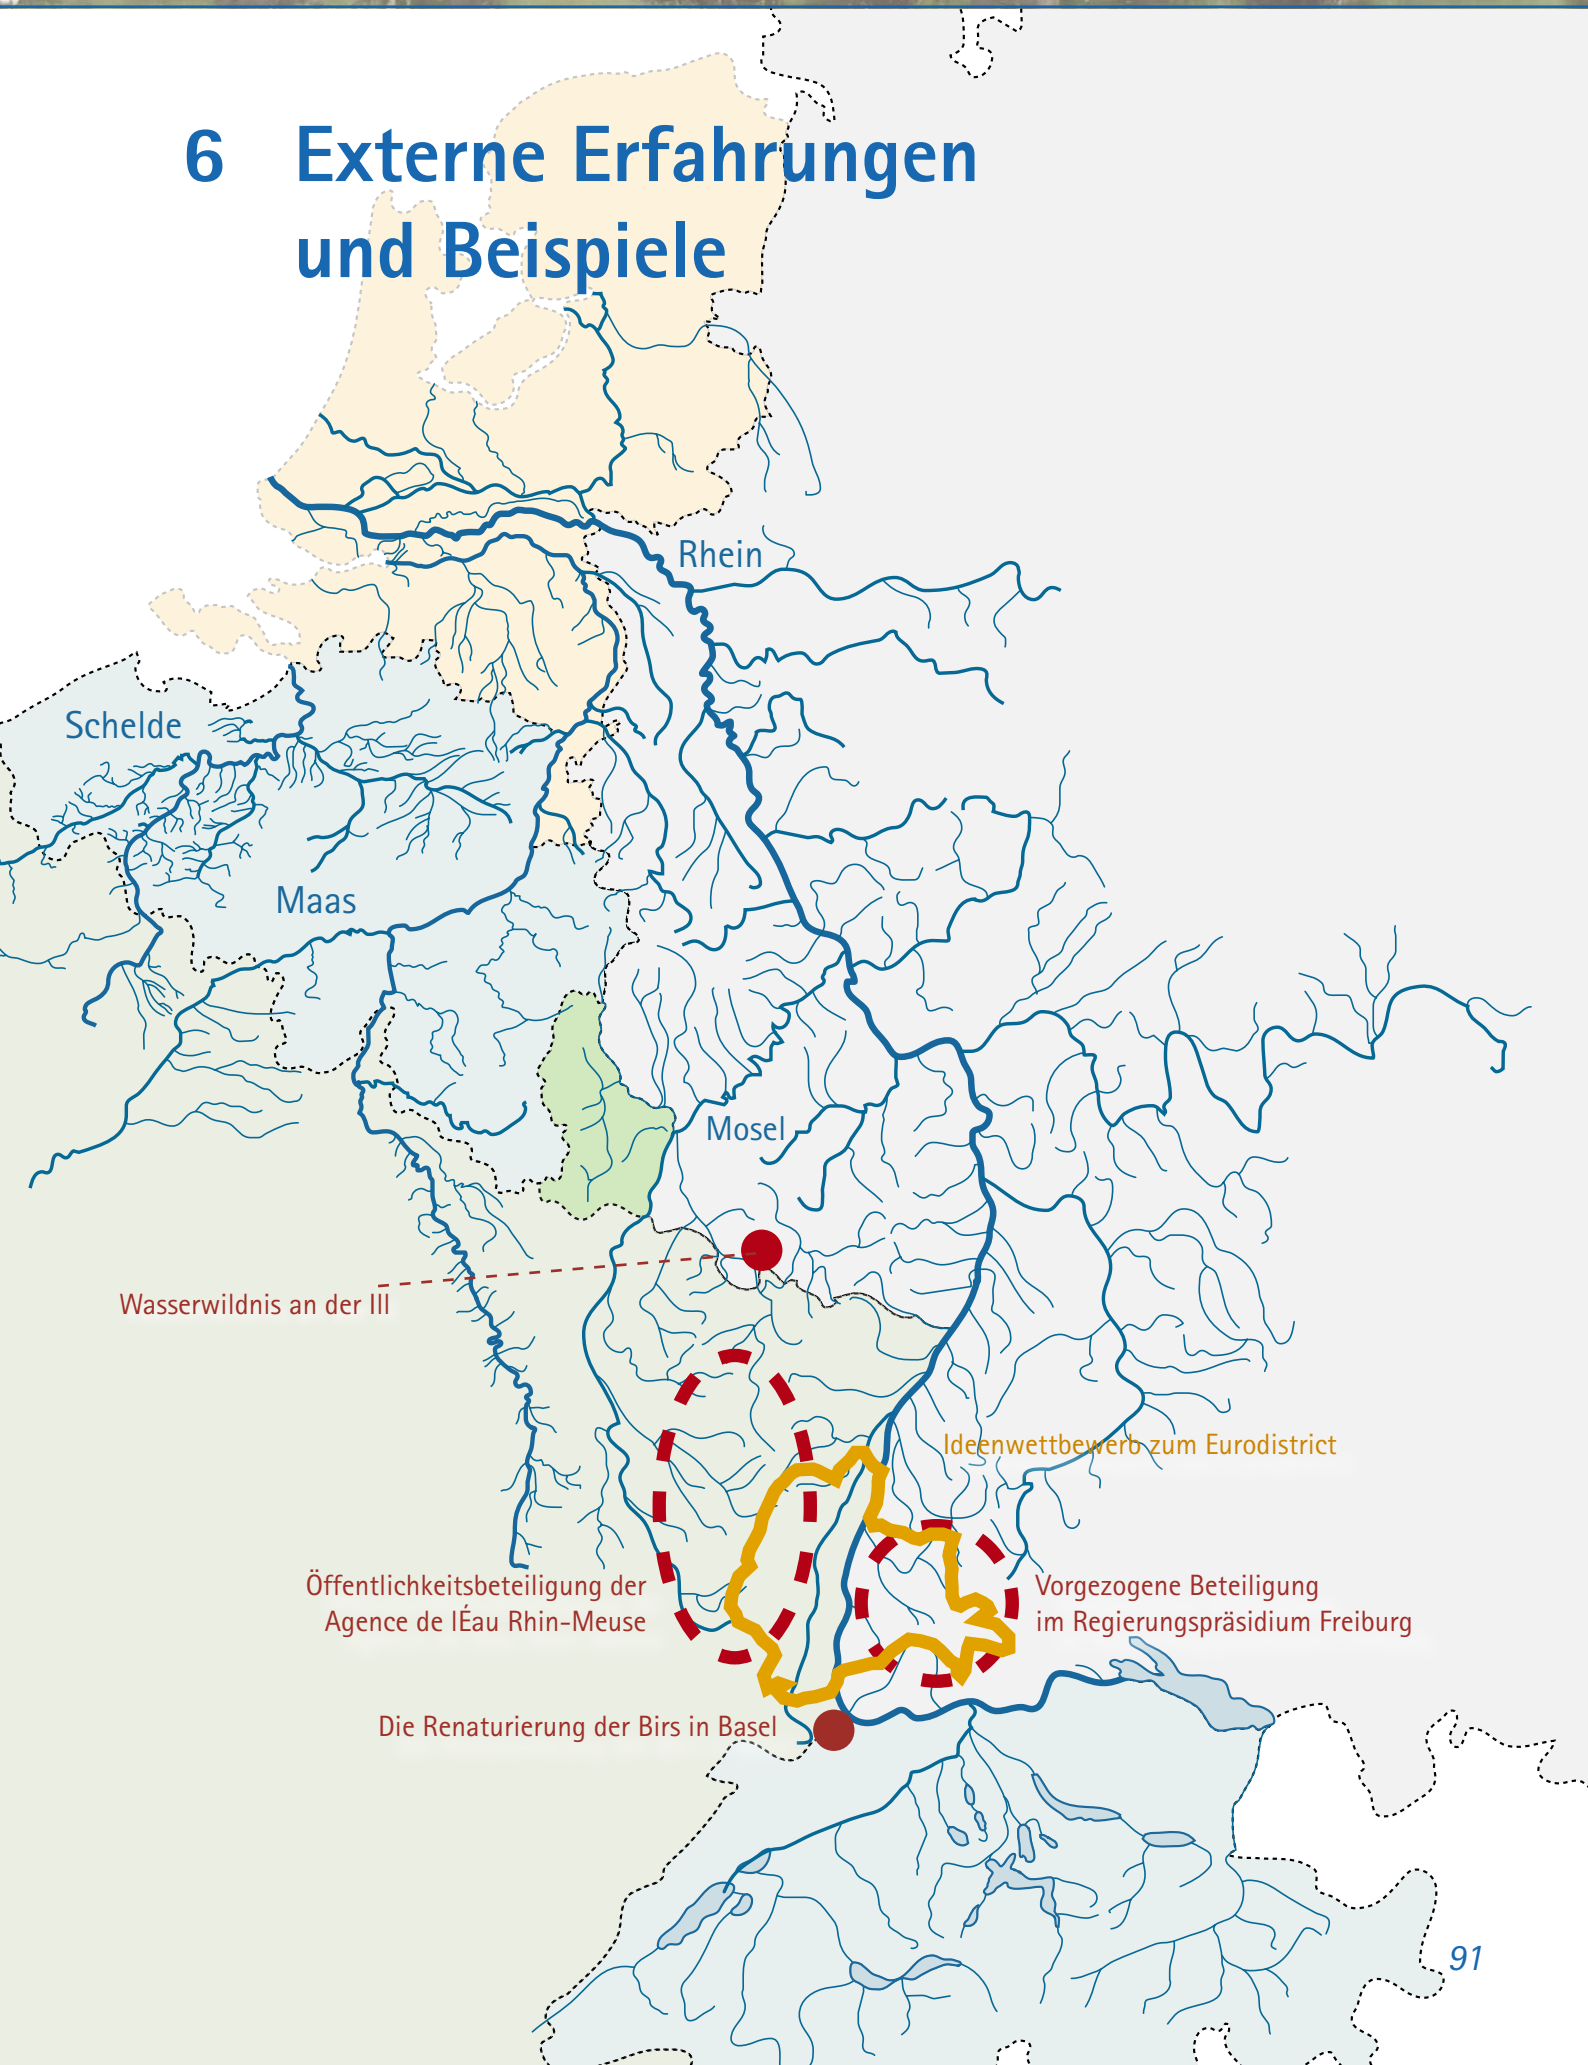 6 Externe Erfahrungen
und Beispiele
Rhein
Schelde
Maas
Mosel
Wasserwildnis an der Ill
Ideenwettbewerb zum Eurodistrict
Öffentlichkeitsbeteiligung der
Agence de lÉau Rhin-Meuse
Vorgezogene Beteiligung
im Regierungspräsidium Freiburg
Die Renaturierung der Birs in Basel
91